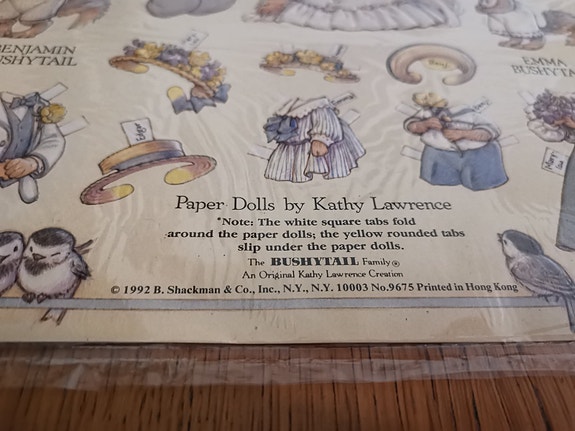 BENJAMIN
BUSHYTAIL
EMMA
BUSHYTAIL
Paper Dolls by Kathy Lawrence
*Note: The white square tabs fold
around the paper dolls; the yellow rounded tabs
slip under the paper dolls.
The BUSHYTAIL Family®
An Original Kathy Lawrence Creation
© 1992 B. Shackman & Co., Inc., N.Y., N.Y. 10003 No.9675 Printed in Hong Kong